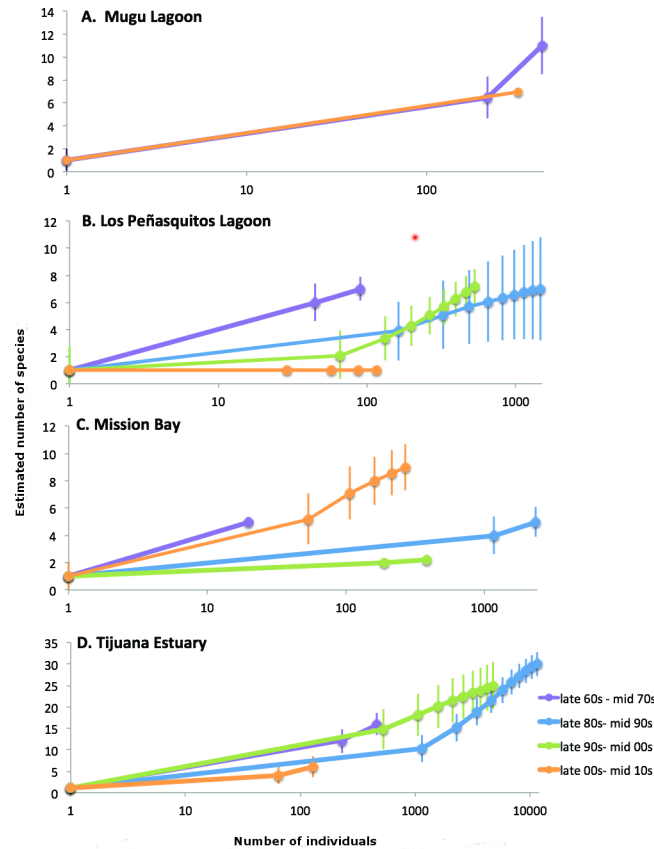 A. Mugu Lagoon
14
12
10
8
6
4
2
0
1 10 100
B. Los Peñasquitos Lagoon
12
10
8
6
4
2
0
1 10 100 1000
Estimated number of species
C. Mission Bay
12
10
8
6
4
2
0
1 10 100 1000
D. Tijuana Estuary
35
30
25
20
15
10
5
0
1 10 100 1000 10000
late 60s - mid 70s
late 80s- mid 90s
late 90s- mid 00s
late 00s- mid 10s
Number of individuals